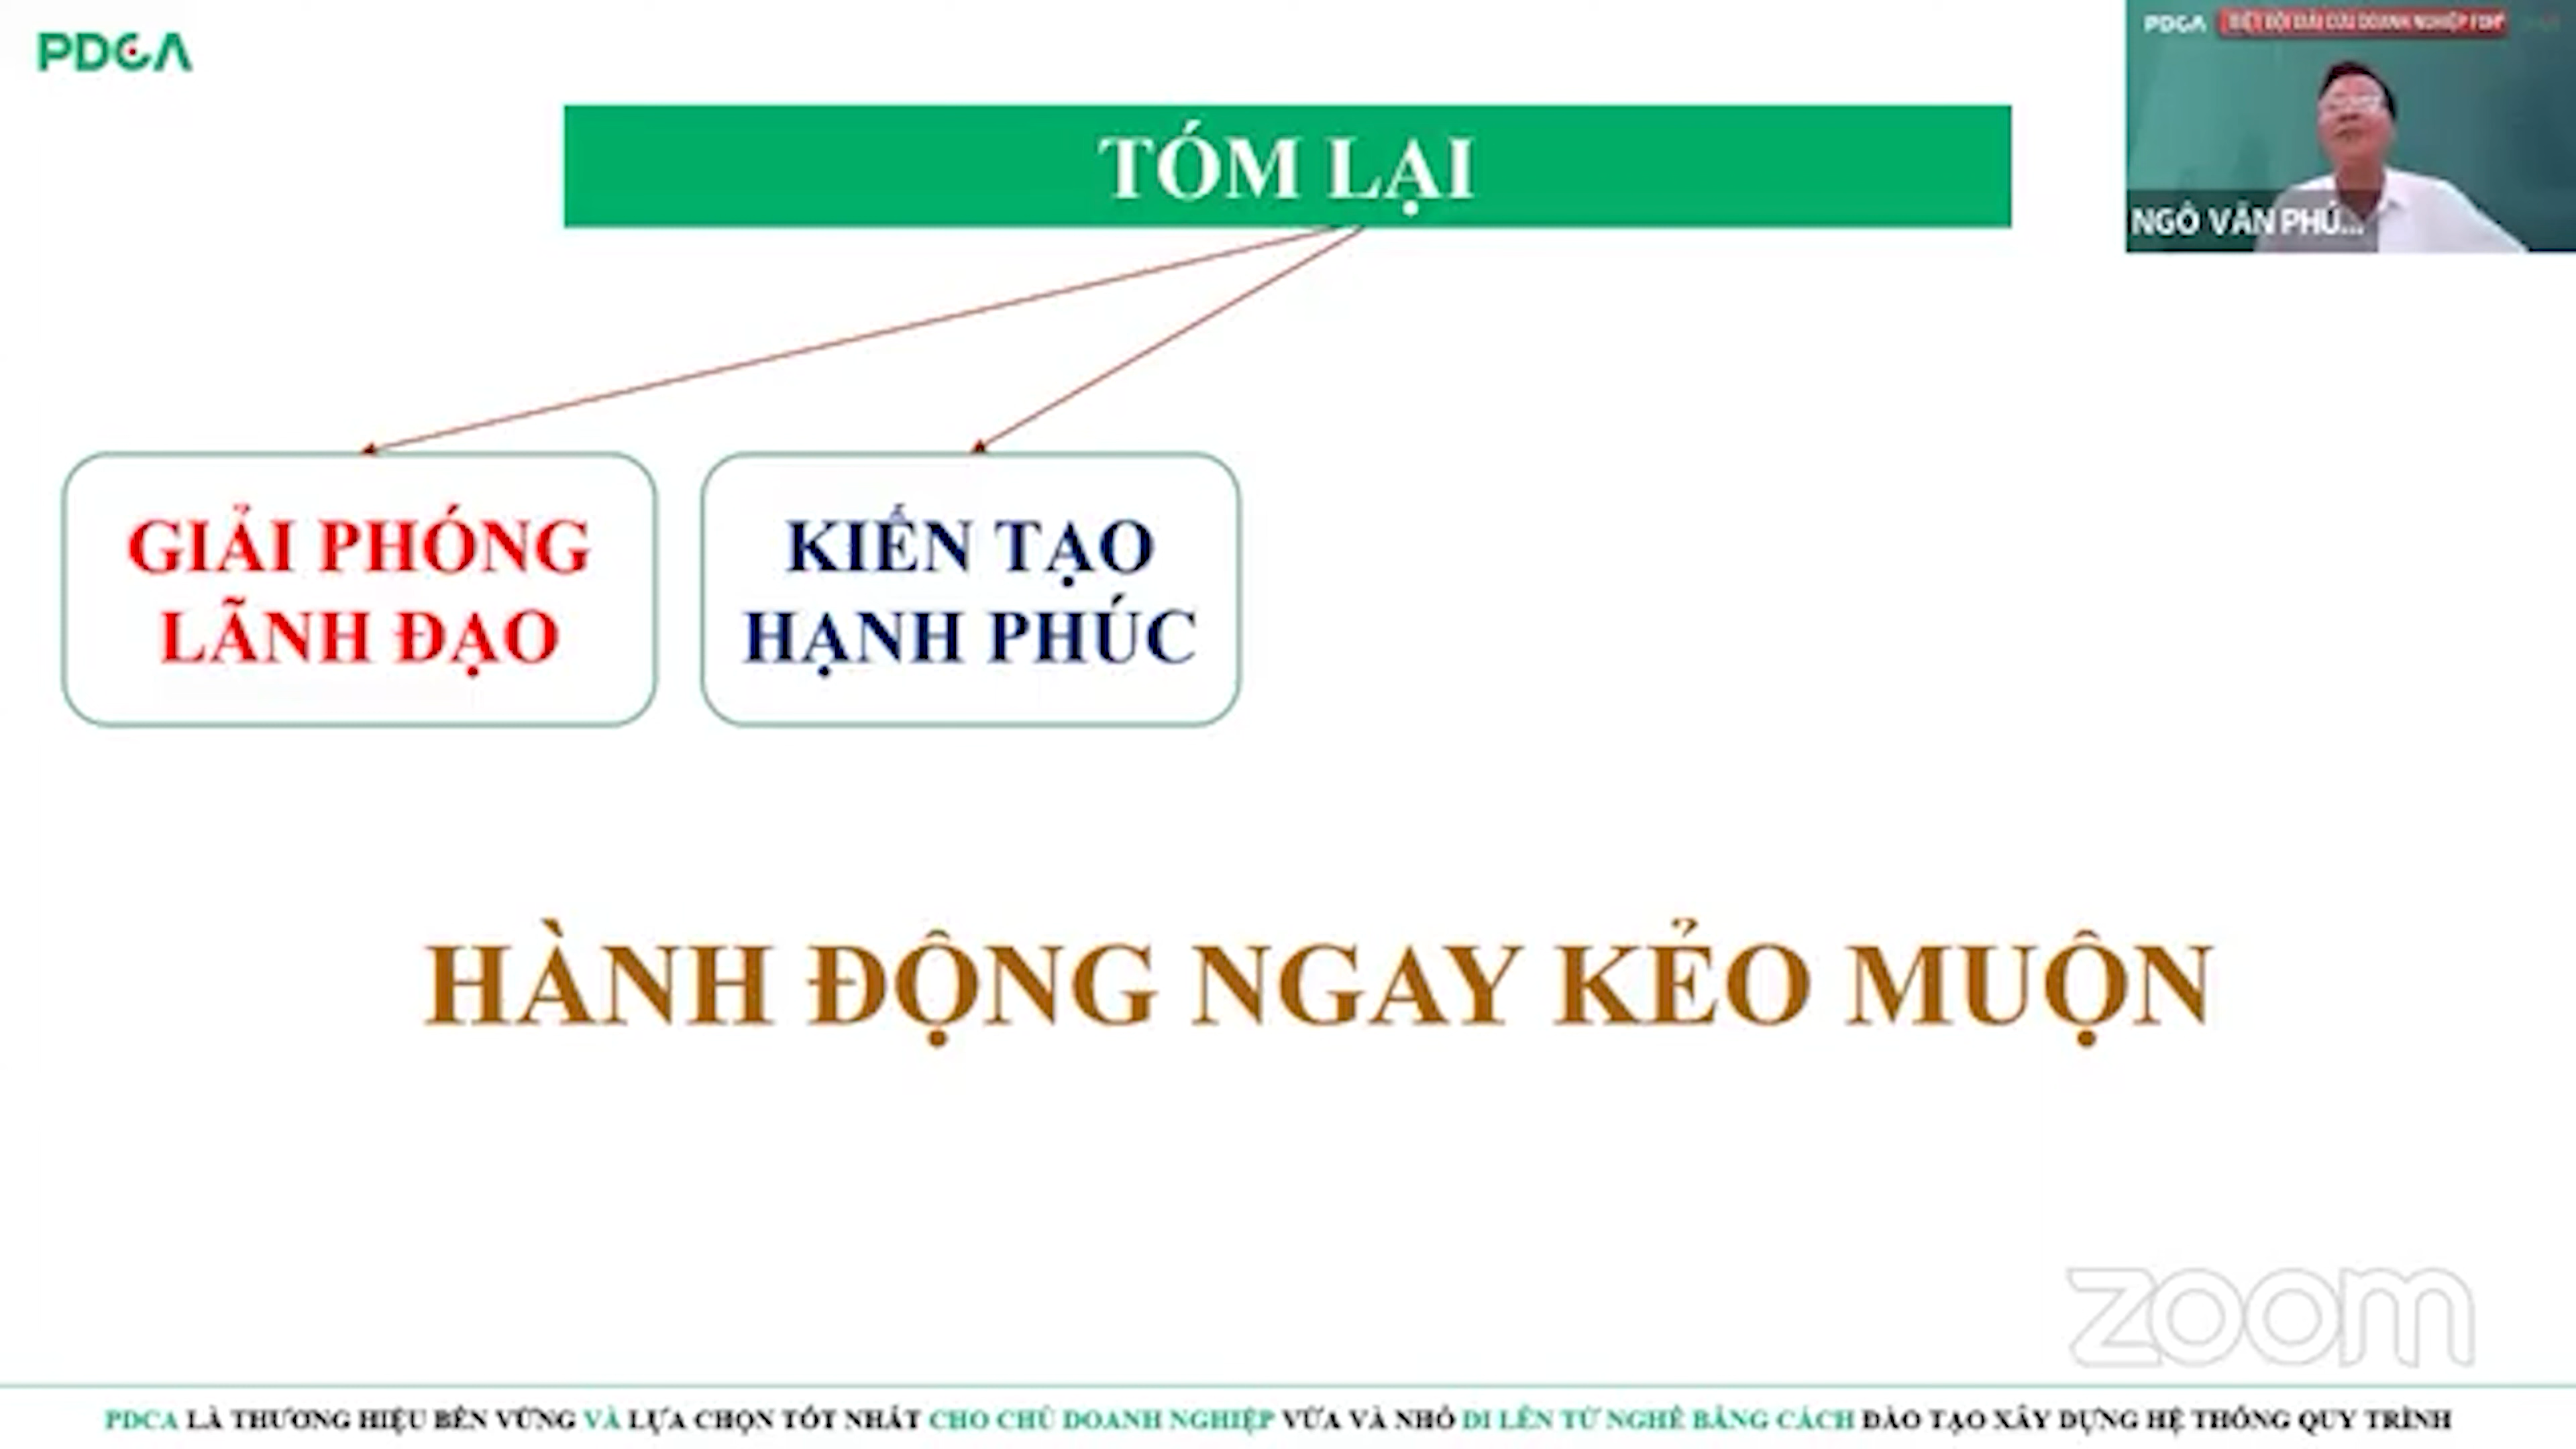 PDCA
PDCA
TÓM LẠI
NGÔ VĂN PHÚ...
GIẢI PHÓNG
LÃNH ĐẠO
KIẾN TẠO
HẠNH PHÚC
HÀNH ĐỘNG NGAY KẺO MUỘN
zoom
PDCA LÀ THƯƠNG HIỆU BỀN VỮNG VÀ LỰA CHỌN TỐT NHẤT CHO CHỦ DOANH NGHIỆP VỪA VÀ NHỎ ĐI LÊN TỪ NGHỀ BẰNG CÁCH ĐÀO TẠO XÂY DỰNG HỆ THỐNG QUY TRÌNH